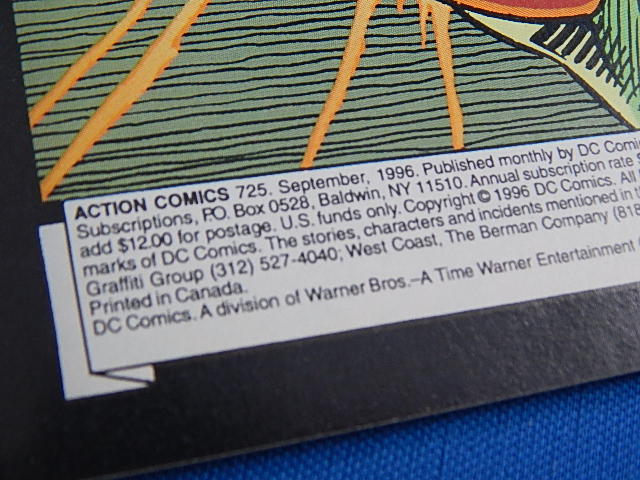 ACTION COMICS 725. September, 1996. Published monthly by DC Comi
Subscriptions, P.O. Box 0528, Baldwin, NY 11510. Annual subscription rate
add $12.00 for postage. U.S. funds only. Copyright © 1996 DC Comics. All
marks of DC Comics. The stories, characters and incidents mentioned in
Graffiti Group (312) 527-4040; West Coast, The Berman Company (818
Printed in Canada.
DC Comics. A division of Warner Bros.–A Time Warner Entertainment